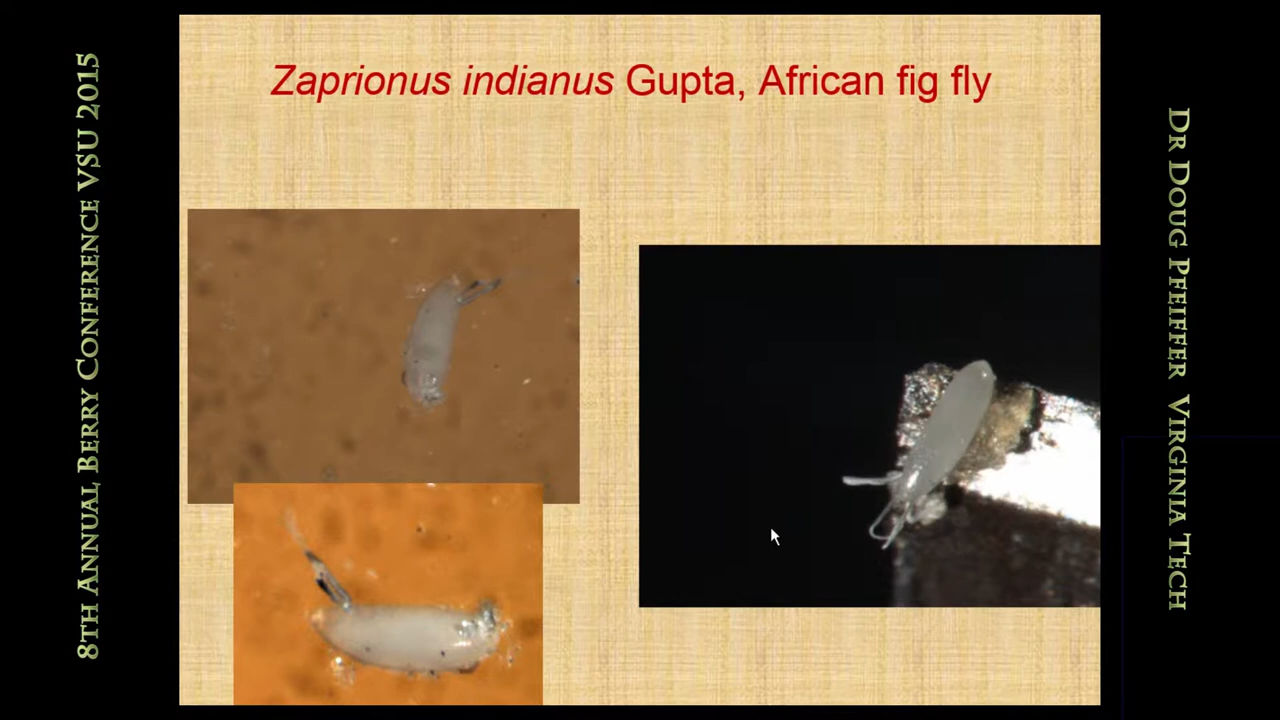 Zaprionus indianus Gupta, African fig fly
8th Annual Berry Conference VSU 2015
Dr Doug Pfeiffer Virginia Tech